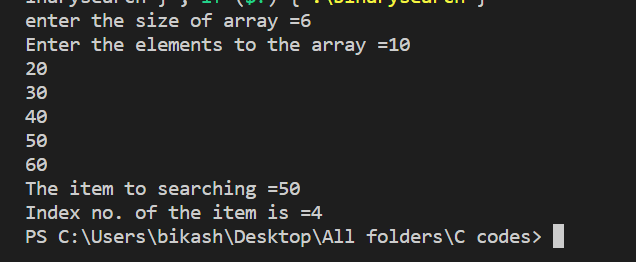 enter the size of array =6
Enter the elements to the array =10
20
30
40
50
60
The item to searching =50
Index no. of the item is =4
PS C:\Users\bikash\Desktop\All folders\C codes>